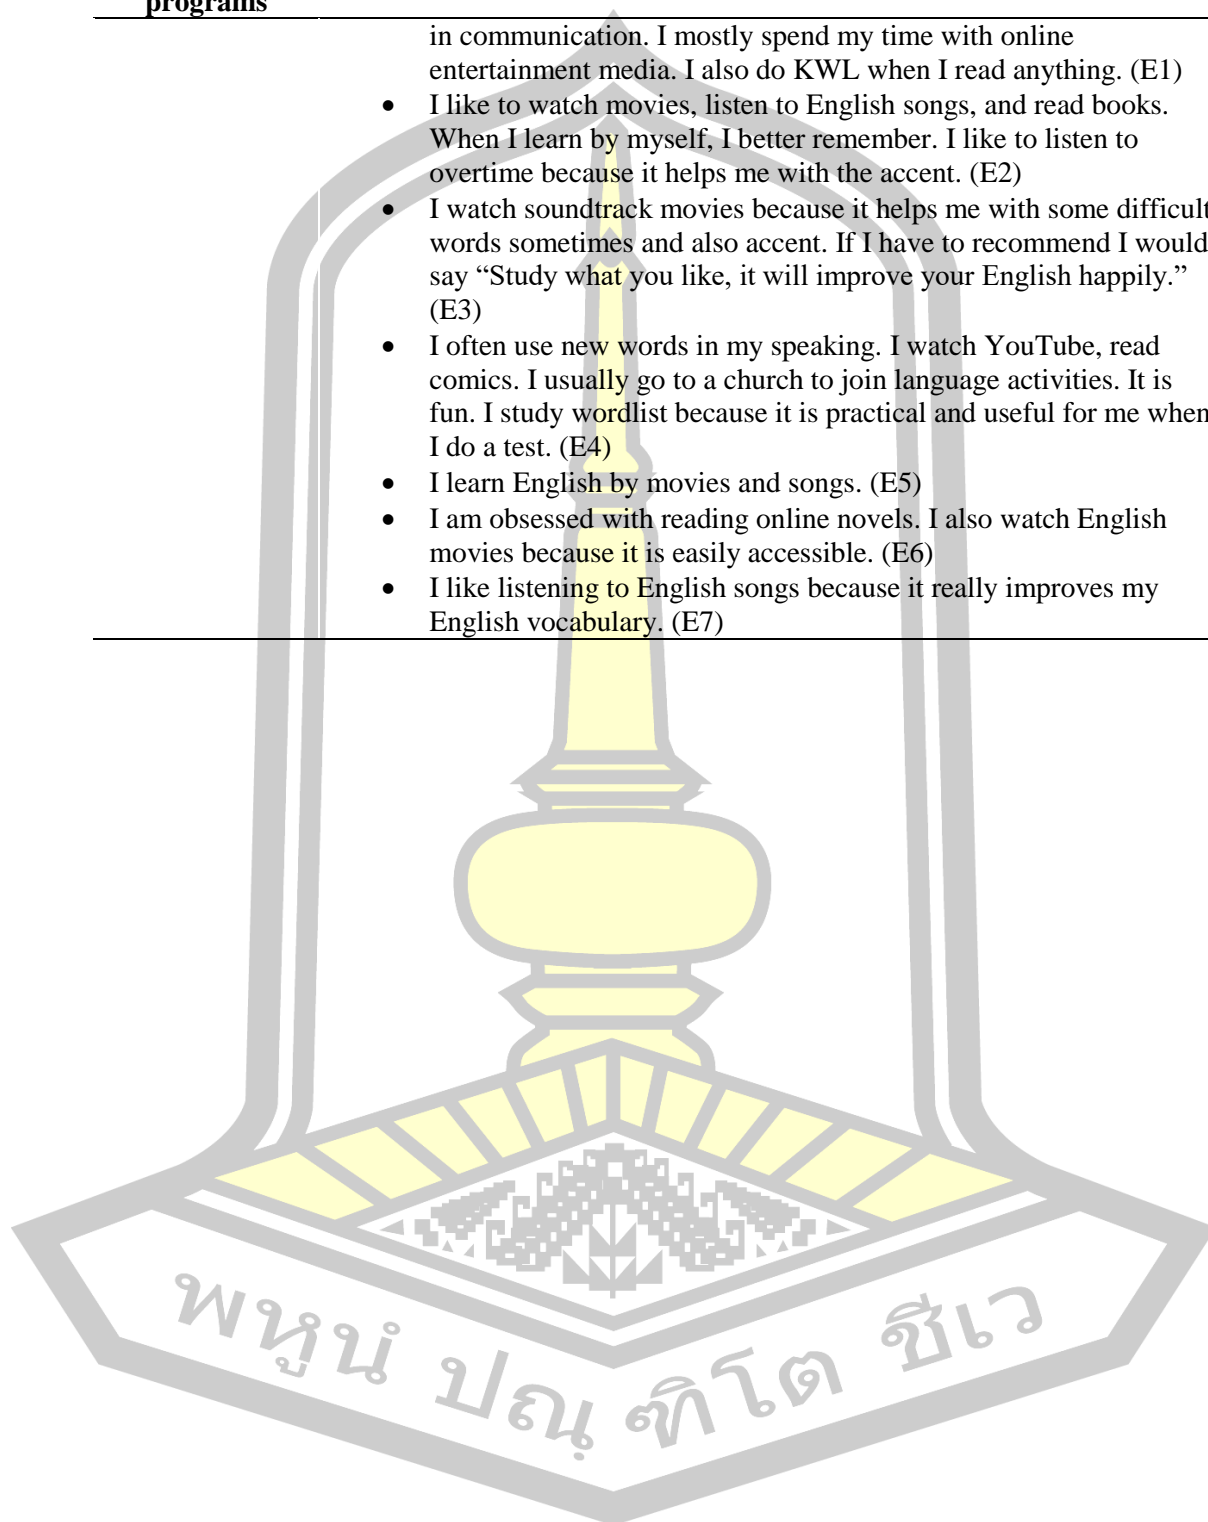 programs
in communication. I mostly spend my time with online
entertainment media. I also do KWL when I read anything. (E1)
• I like to watch movies, listen to English songs, and read books.
When I learn by myself, I better remember. I like to listen to
overtime because it helps me with the accent. (E2)
• I watch soundtrack movies because it helps me with some difficult
words sometimes and also accent. If I have to recommend I would
say “Study what you like, it will improve your English happily.”
(E3)
• I often use new words in my speaking. I watch YouTube, read
comics. I usually go to a church to join language activities. It is
fun. I study wordlist because it is practical and useful for me when
I do a test. (E4)
• I learn English by movies and songs. (E5)
• I am obsessed with reading online novels. I also watch English
movies because it is easily accessible. (E6)
• I like listening to English songs because it really improves my
English vocabulary. (E7)
พหูนํ ปณฺฑิโต ชีเว